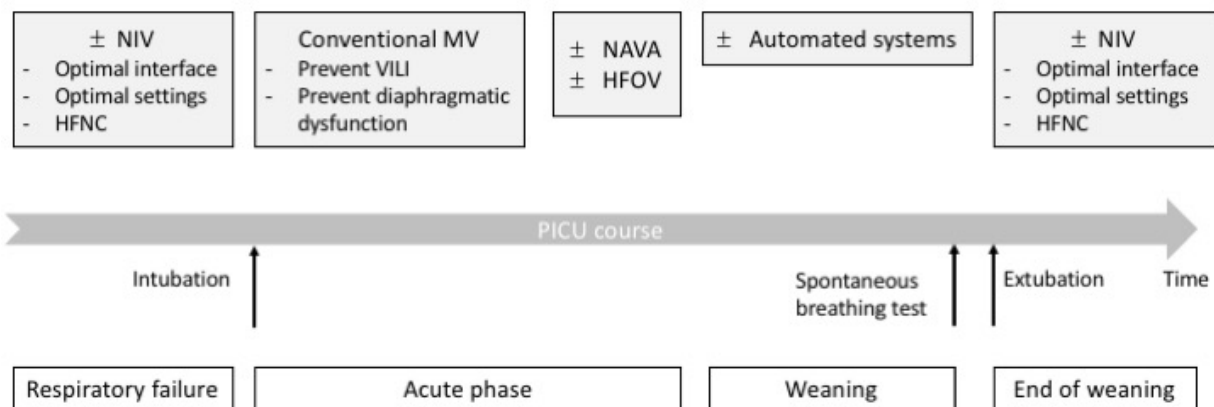 ± NIV
- Optimal interface
- Optimal settings
- HFNC
Conventional MV
- Prevent VILI
- Prevent diaphragmatic
dysfunction
± NAVA
± HFOV
± Automated systems
± NIV
- Optimal interface
- Optimal settings
- HFNC
PICU course
Intubation
Spontaneous
breathing test
Extubation
Time
Respiratory failure
Acute phase
Weaning
End of weaning